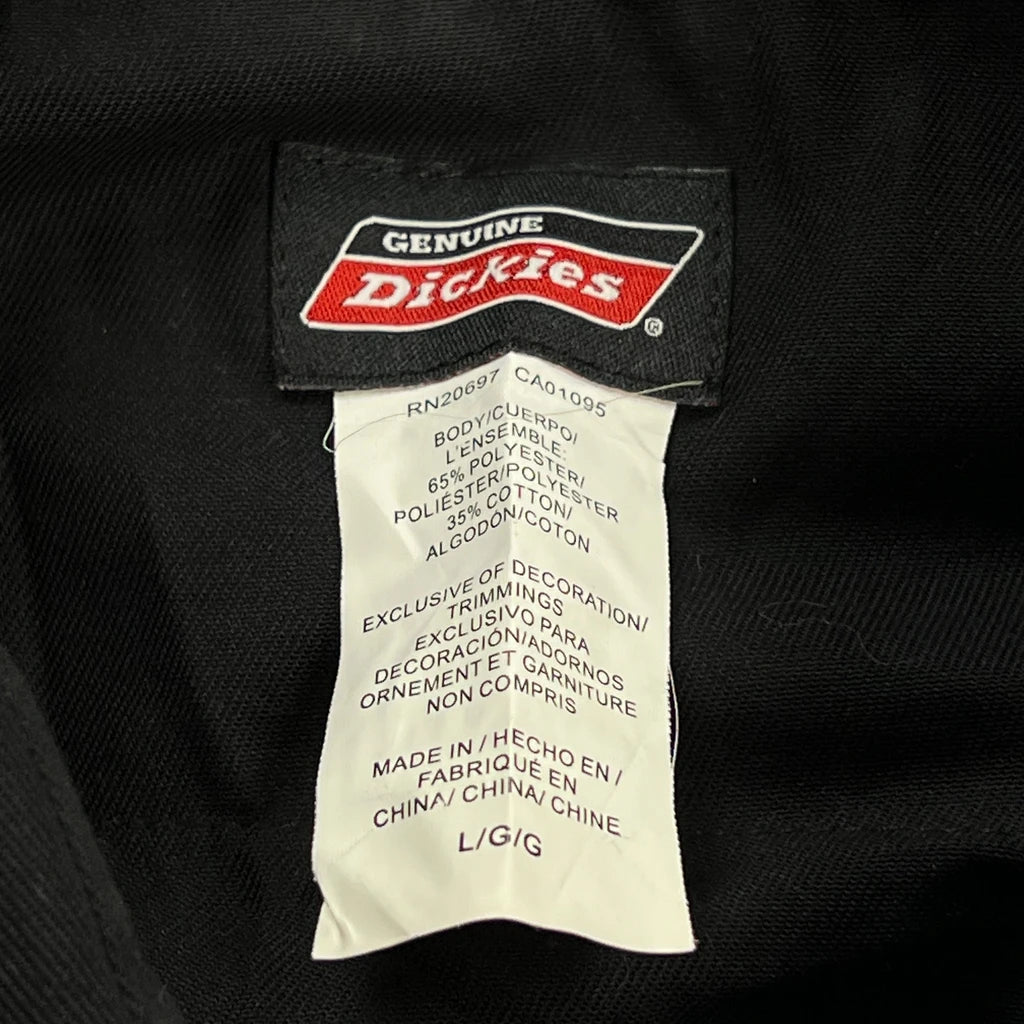 GENUINE
Dickies
®
RN20697 CA01095
BODY/CUERPO/
L'ENSEMBLE:
65% POLYESTER/
POLIÉSTER/POLYESTER
35% COTTON/
ALGODÓN/COTON
EXCLUSIVE OF DECORATION/
TRIMMINGS
EXCLUSIVO PARA
DECORACIÓN/ADORNOS
ORNEMENT ET GARNITURE
NON COMPRIS
MADE IN / HECHO EN /
FABRIQUÉ EN
CHINA/ CHINA/ CHINE
L/G/G